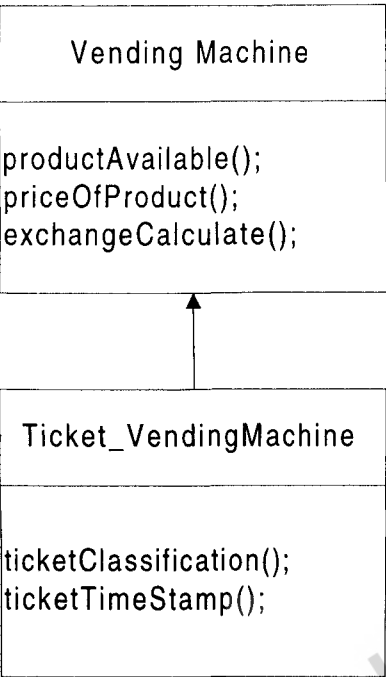 Vending Machine
productAvailable();
priceOfProduct();
exchangeCalculate();
Ticket_VendingMachine
ticketClassification();
ticketTimeStamp();